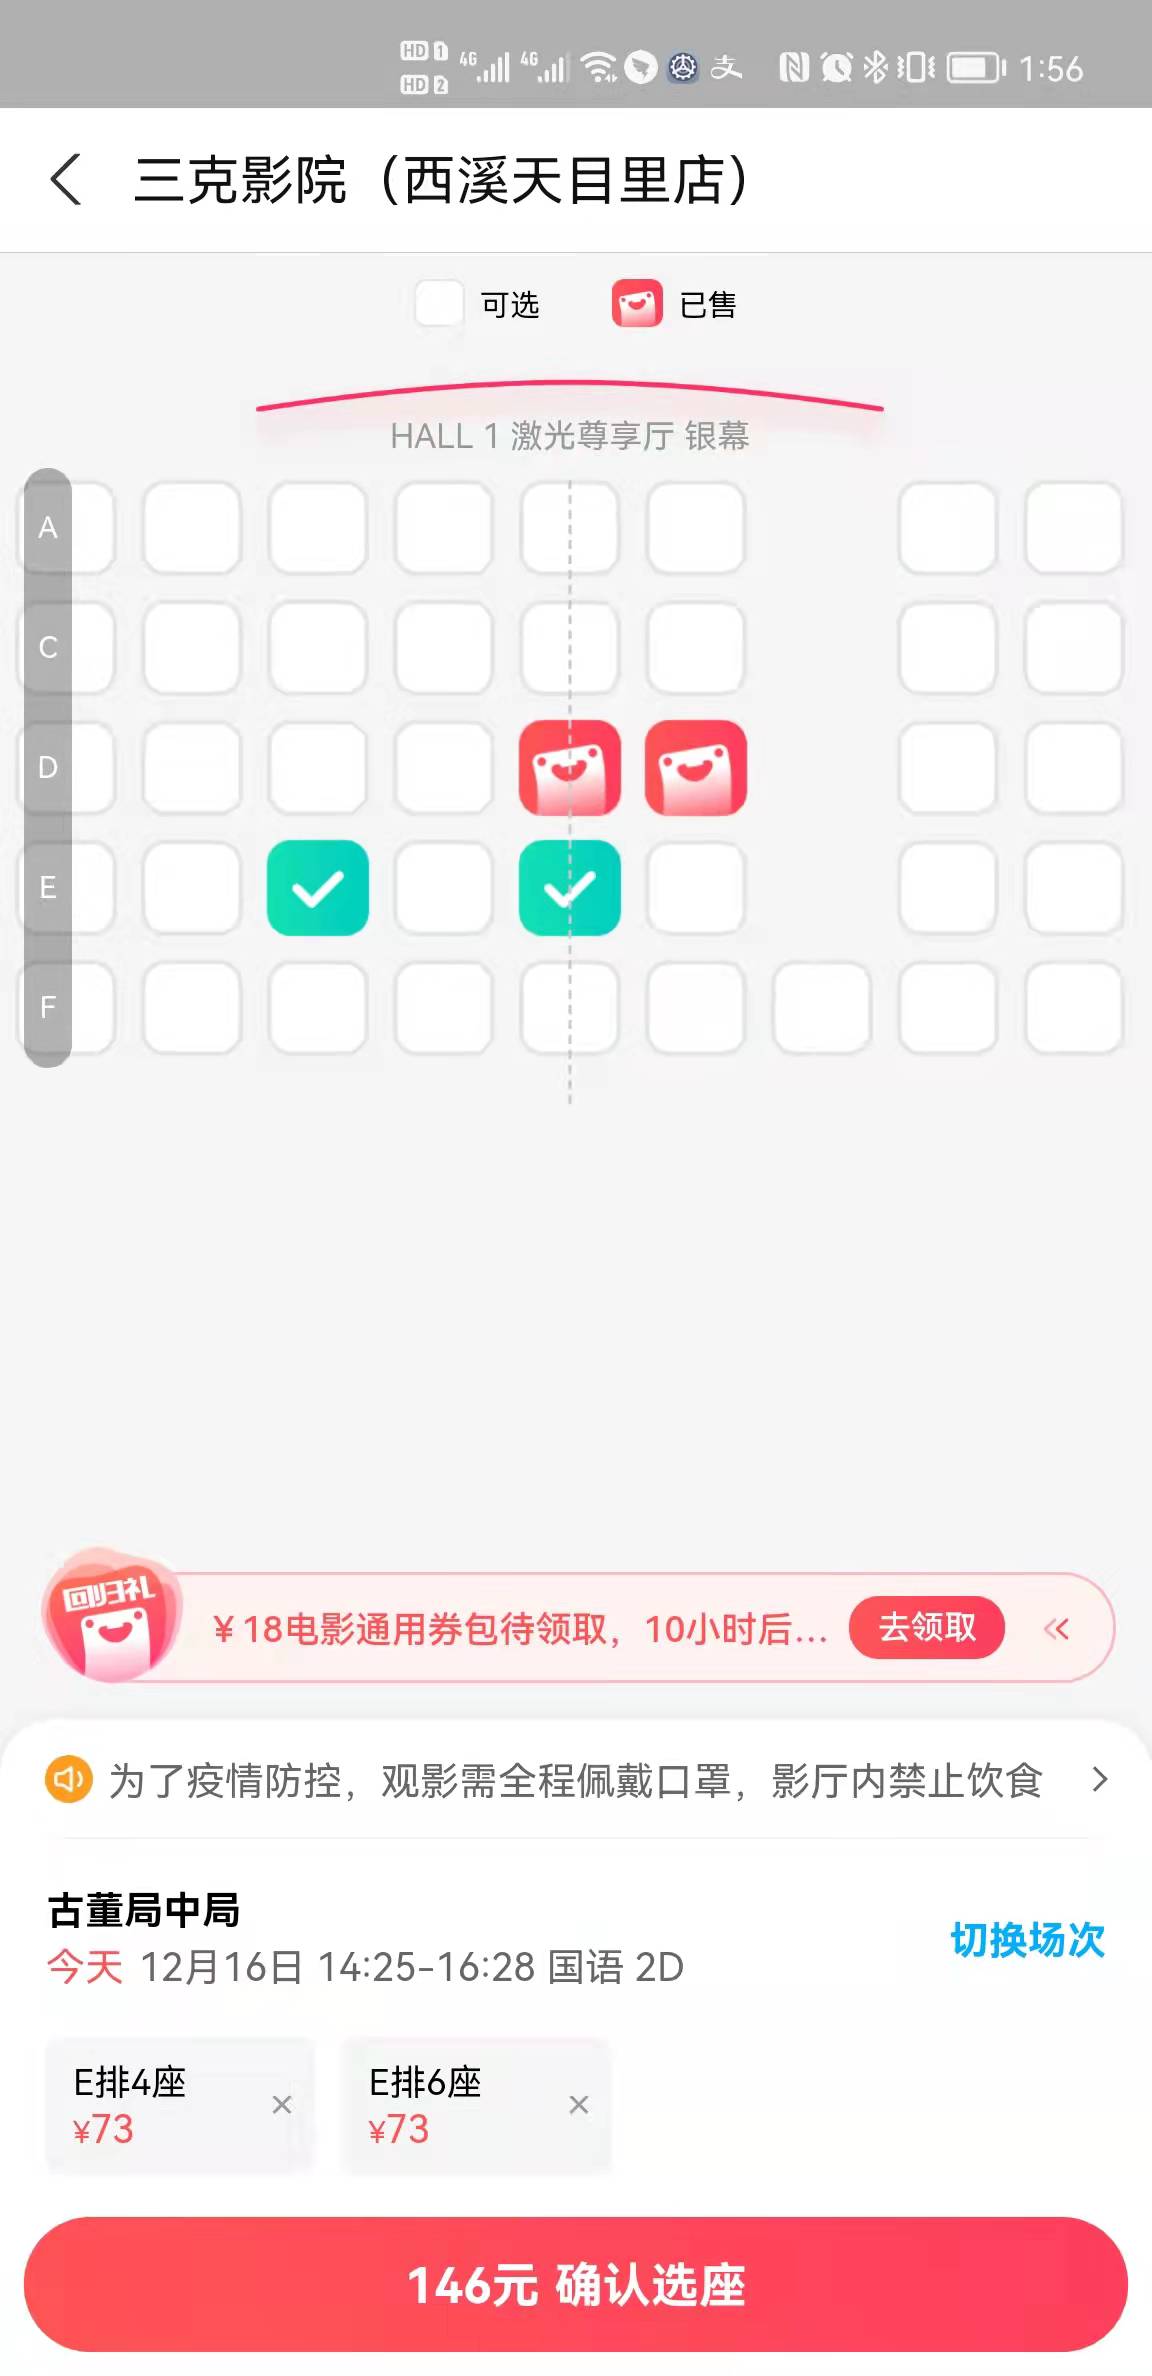 HD 1 4G 4G 支 1:56
HD 2
三克影院（西溪天目里店）
可选 已售
HALL 1 激光尊享厅 银幕
A
C
D
E
F
回归礼
¥18电影通用券包待领取，10小时后... 去领取
为了疫情防控，观影需全程佩戴口罩，影厅内禁止饮食
古董局中局
今天 12月16日 14:25-16:28 国语 2D
切换场次
E排4座 E排6座
¥73 ¥73
146元 确认选座